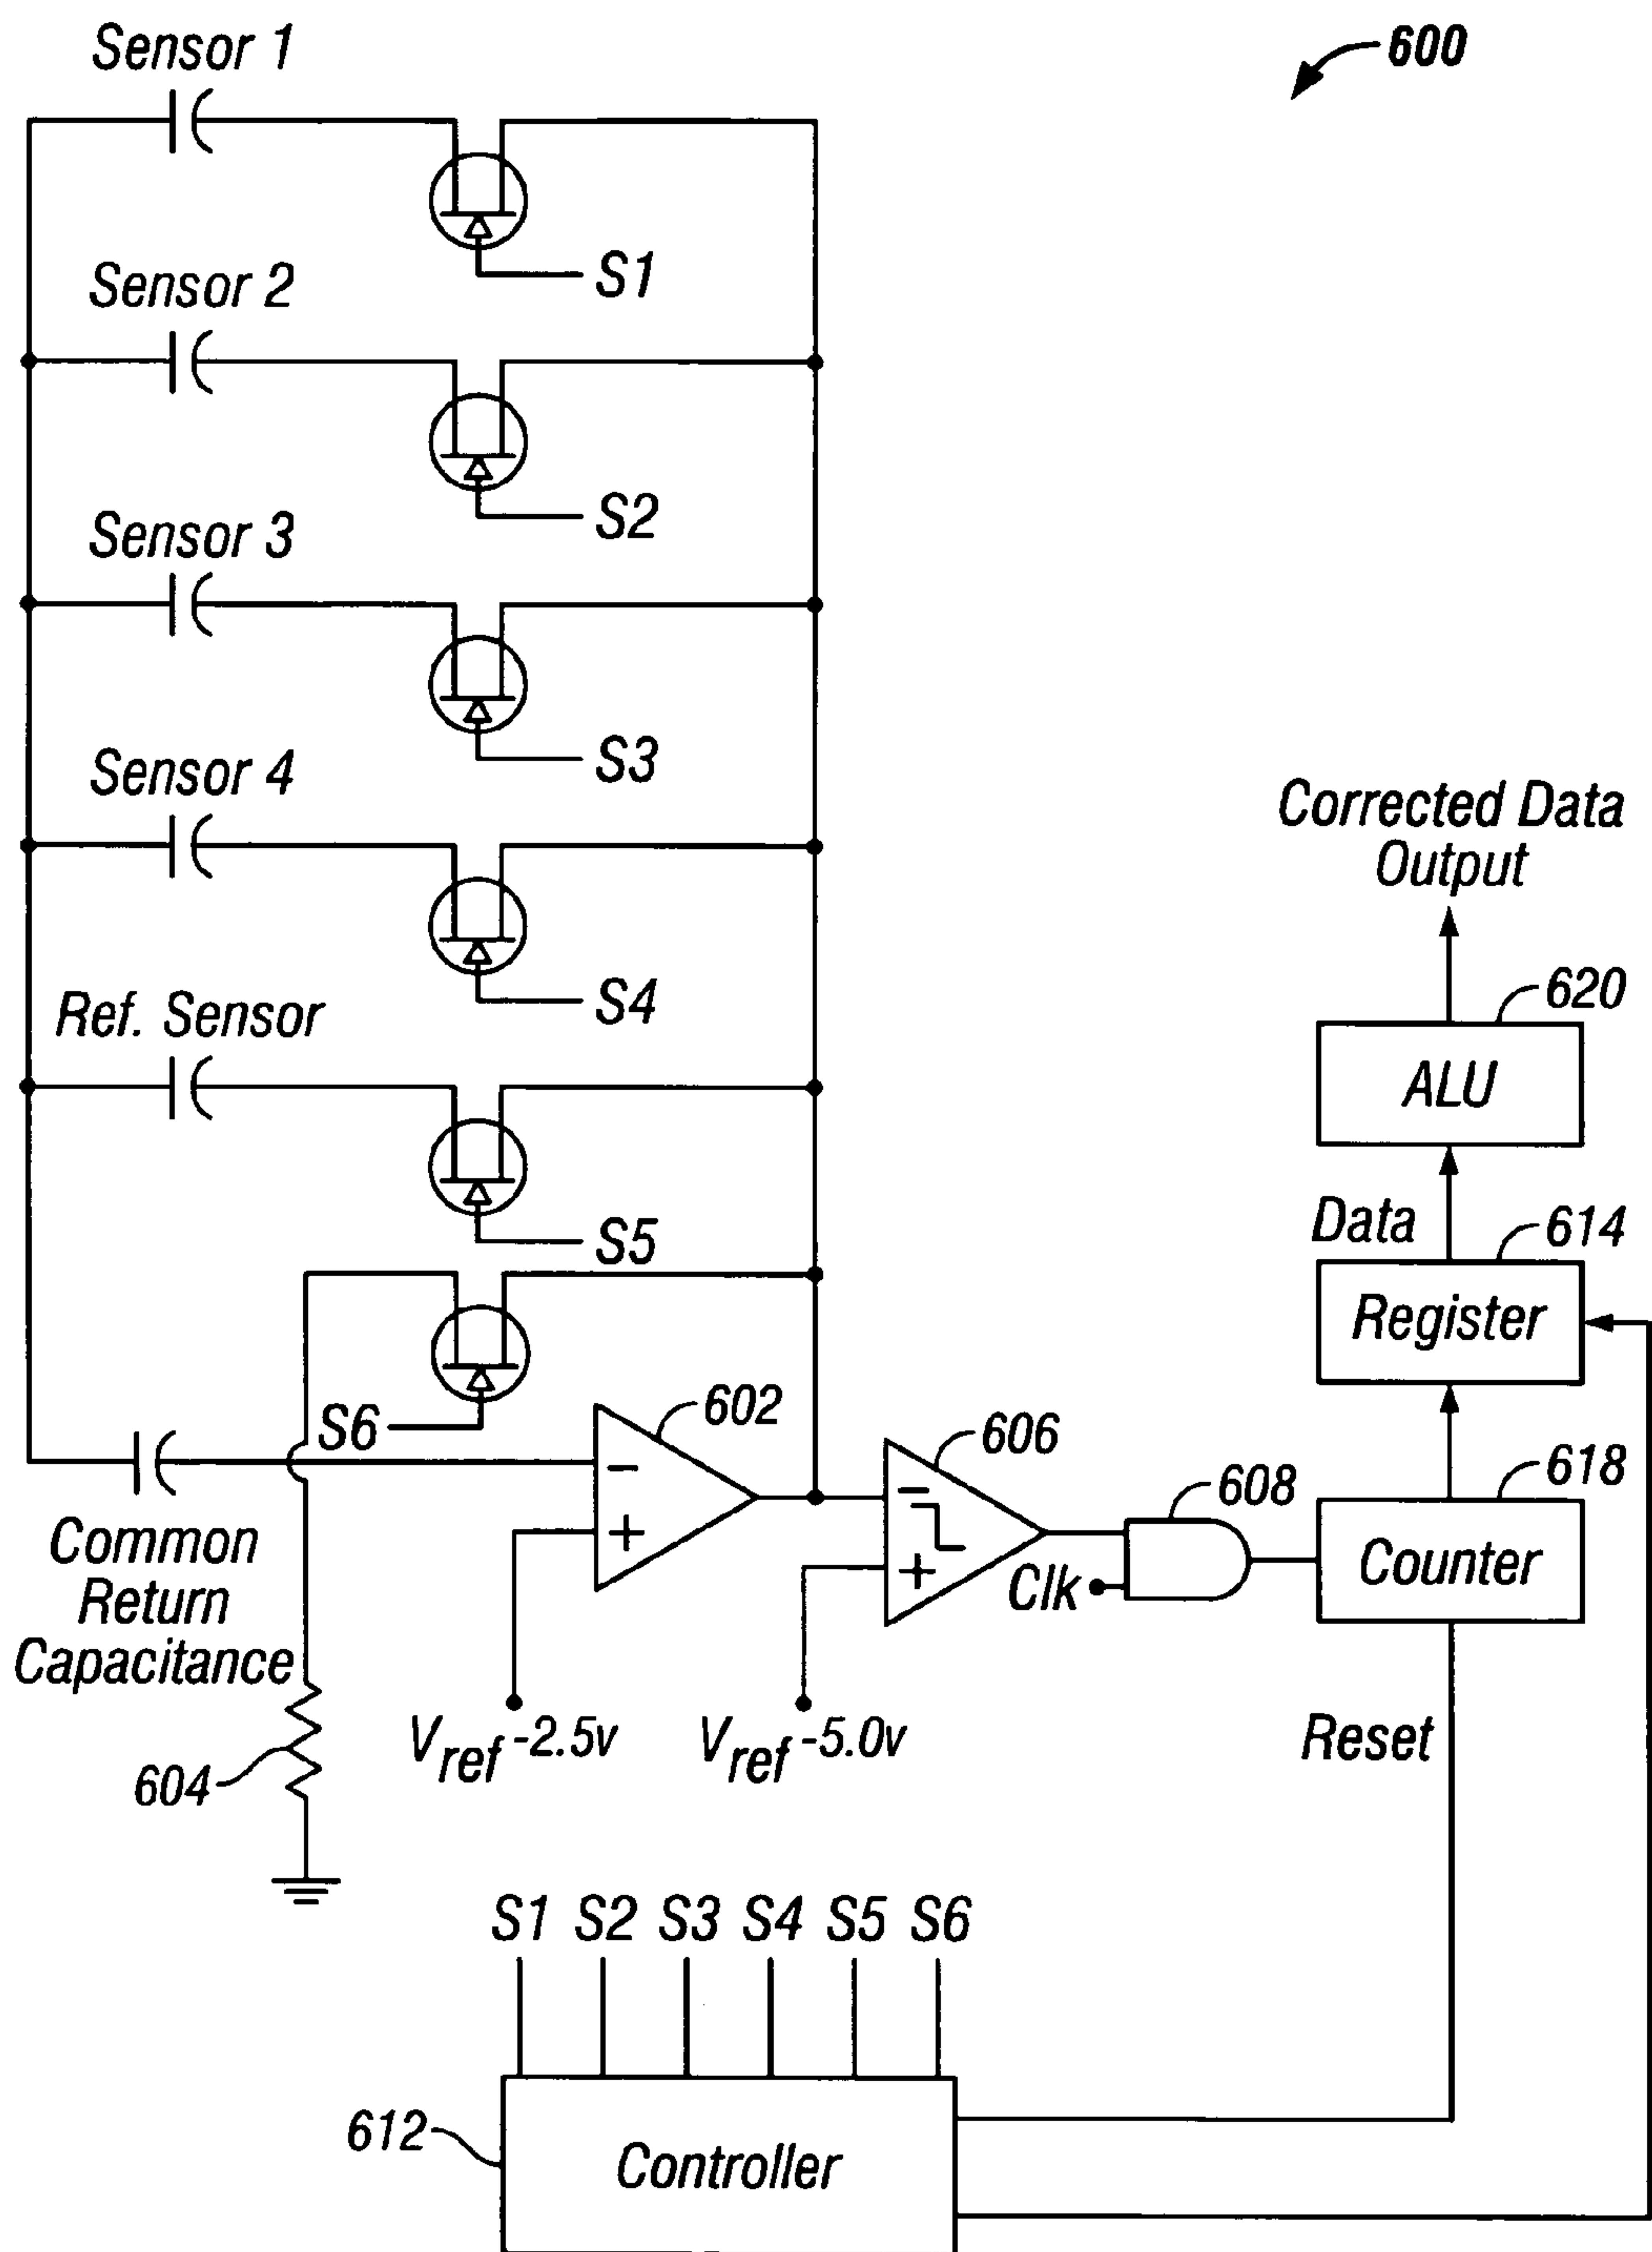 Sensor 1
600
S1
Sensor 2
S2
Sensor 3
S3
Sensor 4
S4
Corrected Data
Output
Ref. Sensor
620
ALU
S5
Data
614
Register
S6
602
606
608
618
Common
Return
Capacitance
Clk
Counter
604
Vref -2.5v
Vref -5.0v
Reset
S1 S2 S3 S4 S5 S6
612
Controller